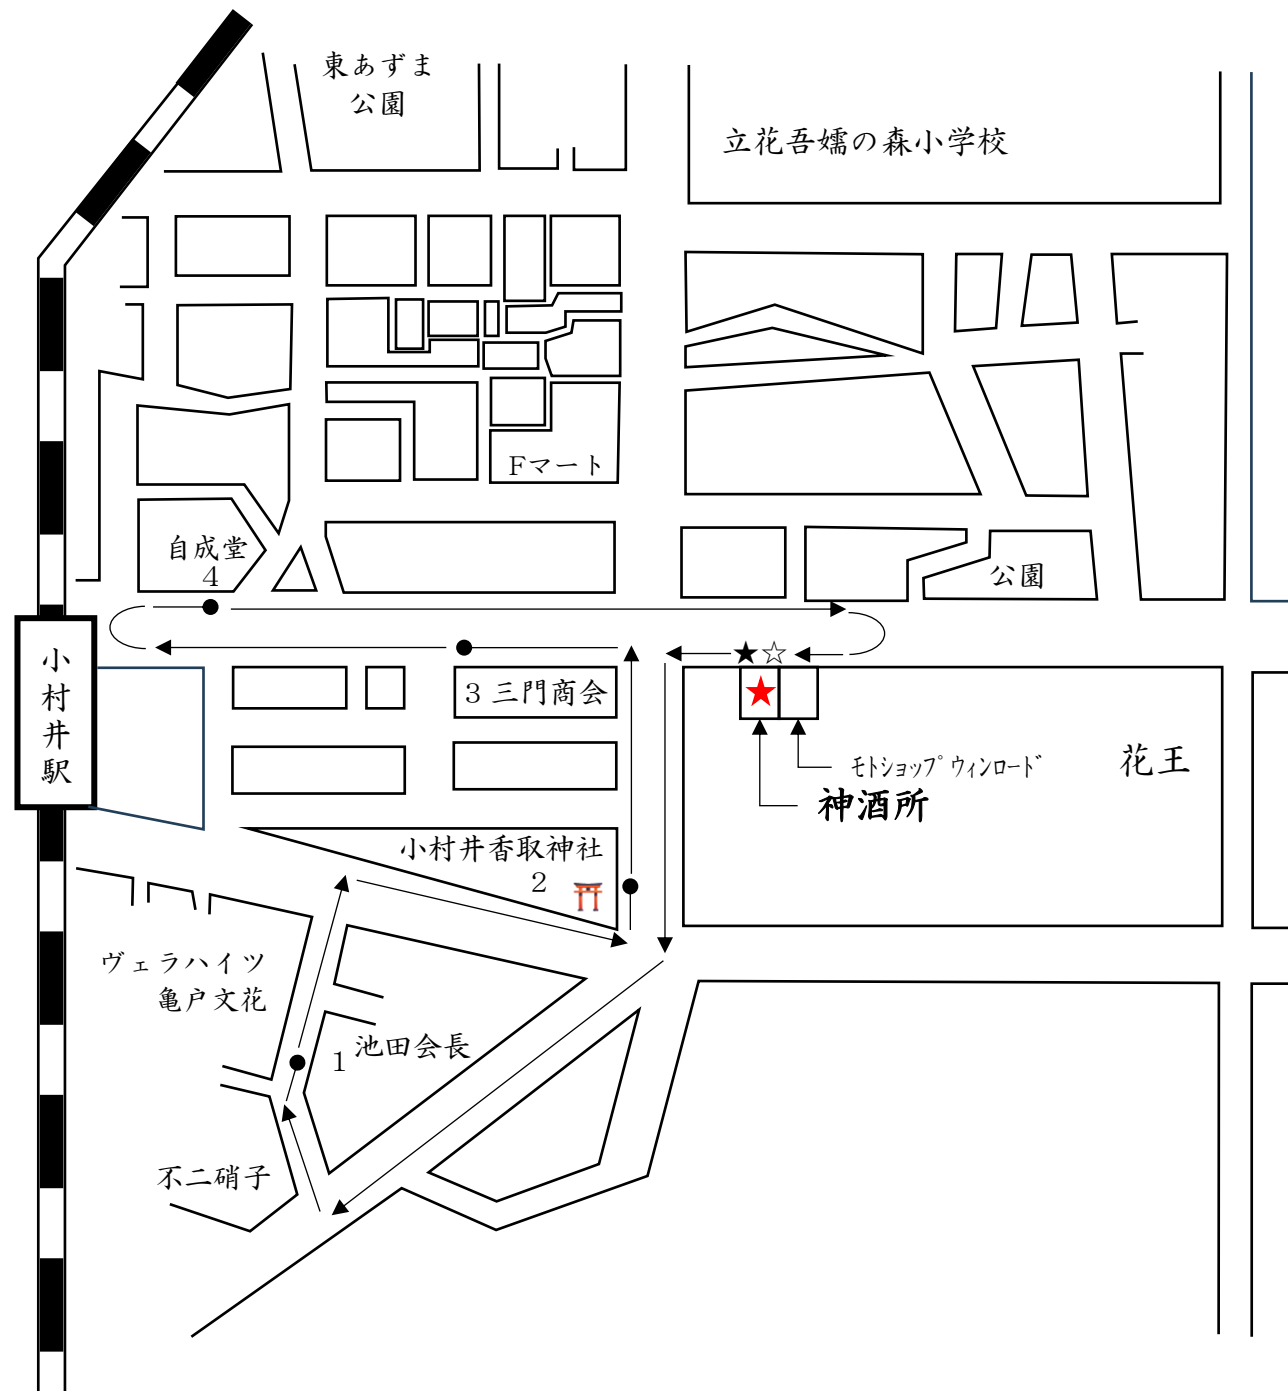 東あずま
公園
立花吾嬬の森小学校
Fマート
自成堂
4
公園
小村井駅
★☆
3 三門商会
★
モトショップウィンロード
花王
神酒所
小村井香取神社
2
ヴェラハイツ
亀戸文花
1 池田会長
不二硝子